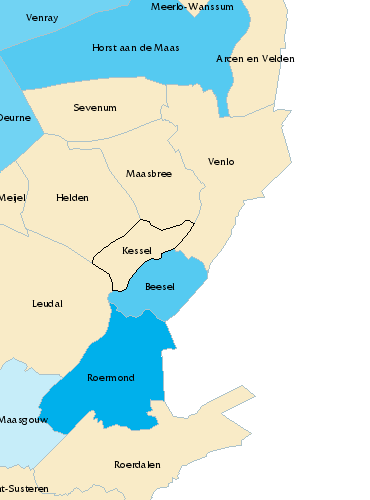 Meerlo-Wanssum
Venray
Horst aan de Maas
Arcen en Velden
Sevenum
Deurne
Venlo
Maasbree
Meijel
Helden
Kessel
Beesel
Leudal
Roermond
Maasgouw
Roerdalen
t-Susteren